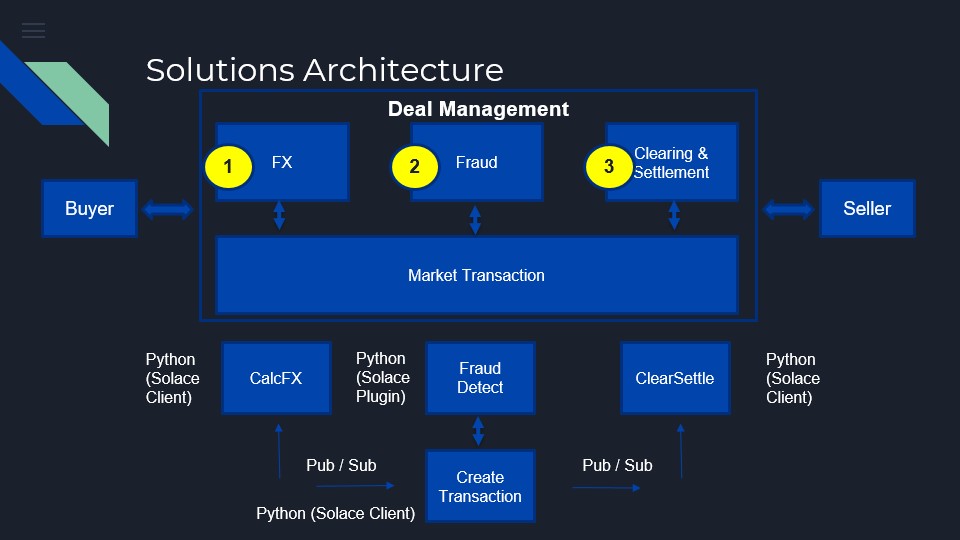 Solutions Architecture
Deal Management
1
FX
2
Fraud
3
Clearing &
Settlement
Buyer
Seller
Market Transaction
Python
(Solace
Client)
CalcFX
Python
(Solace
Plugin)
Fraud
Detect
ClearSettle
Python
(Solace
Client)
Pub / Sub
Create
Transaction
Pub / Sub
Python (Solace Client)